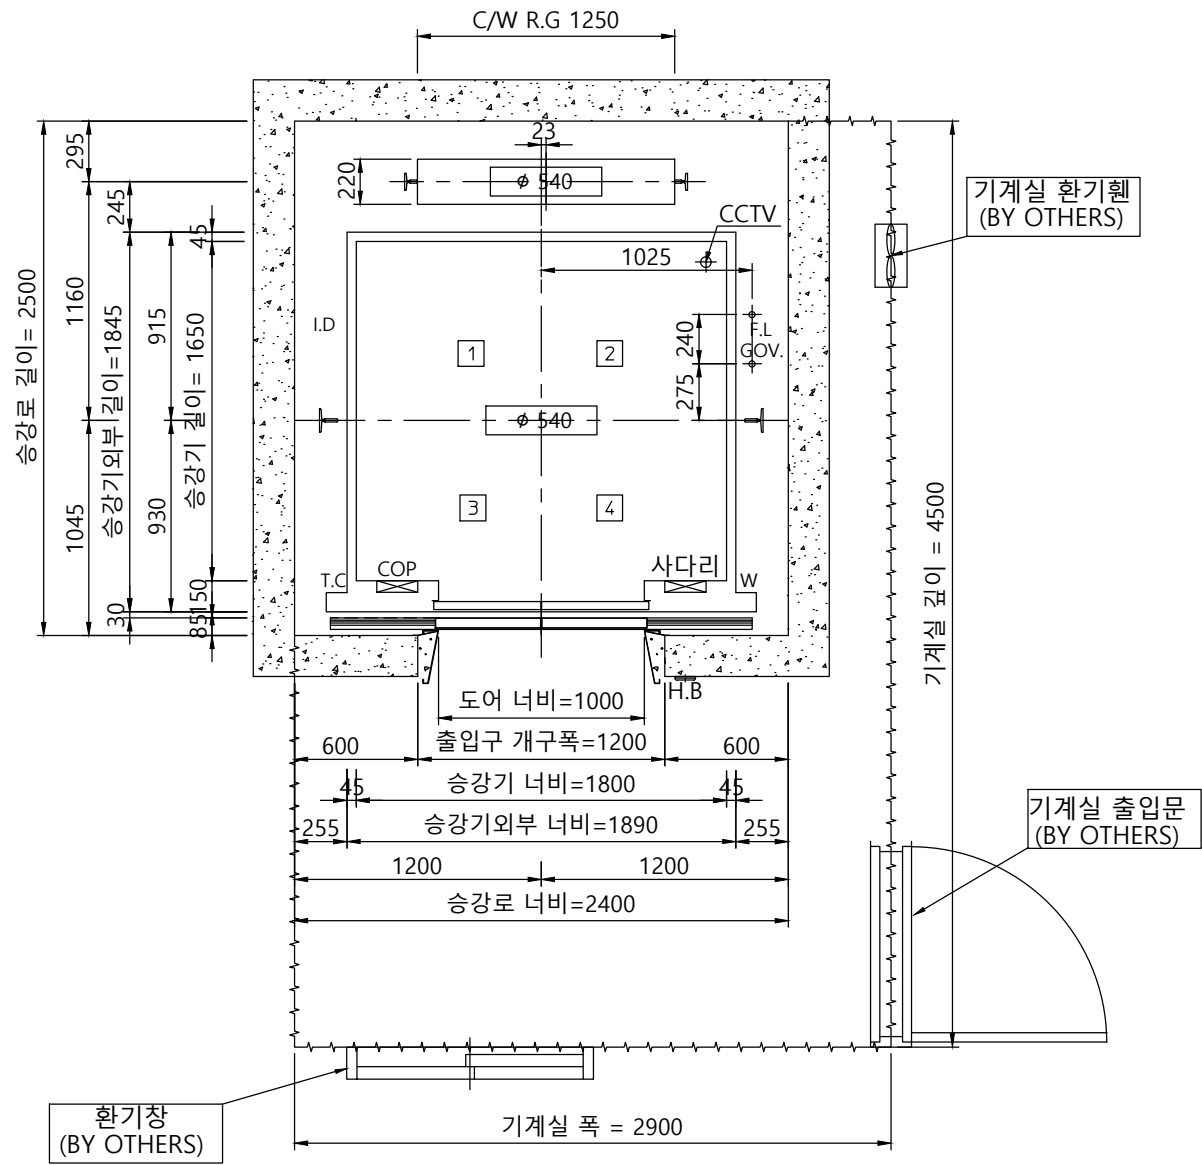 C/W R.G 1250
295
23
220
ϕ 540
기계실 환기휀
(BY OTHERS)
245
45
CCTV
1025
승강로 길이= 2500
1160
승강기외부 길이=1845
915
승강기 길이= 1650
I.D
F.L
GOV.
240
275
1
2
ϕ 540
3
4
1045
930
기계실 깊이 = 4500
COP
사다리
T.C
W
150
30
85
H.B
도어 너비=1000
600
출입구 개구폭=1200
600
45
승강기 너비=1800
45
255
승강기외부 너비=1890
255
1200
1200
승강로 너비=2400
기계실 출입문
(BY OTHERS)
환기창
(BY OTHERS)
기계실 폭 = 2900